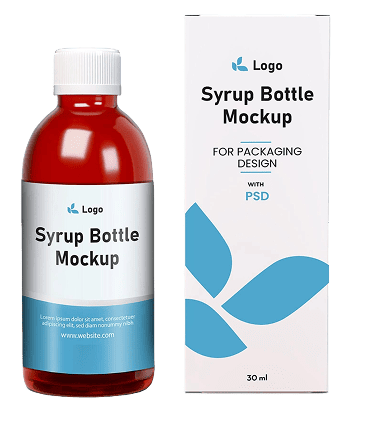 Logo
Syrup Bottle
Mockup
Lorem ipsum dolor sit amet, consectetuer
adipiscing elit, sed diam nonummy nibh.
www.website.com
Logo
Syrup Bottle
Mockup
FOR PACKAGING
DESIGN
WITH
PSD
30 ml